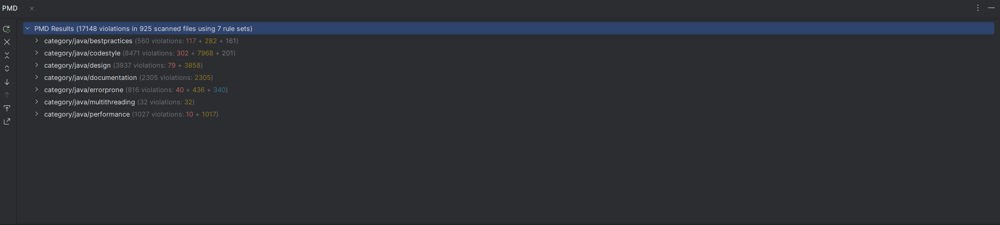 PMD
PMD Results (17148 violations in 925 scanned files using 7 rule sets)
category/java/bestpractices (560 violations: 117 + 282 + 161)
category/java/codestyle (8471 violations: 302 + 7968 + 201)
category/java/design (3937 violations: 79 + 3858)
category/java/documentation (2305 violations: 2305)
category/java/errorprone (816 violations: 40 + 436 + 340)
category/java/multithreading (32 violations: 32)
category/java/performance (1027 violations: 10 + 1017)